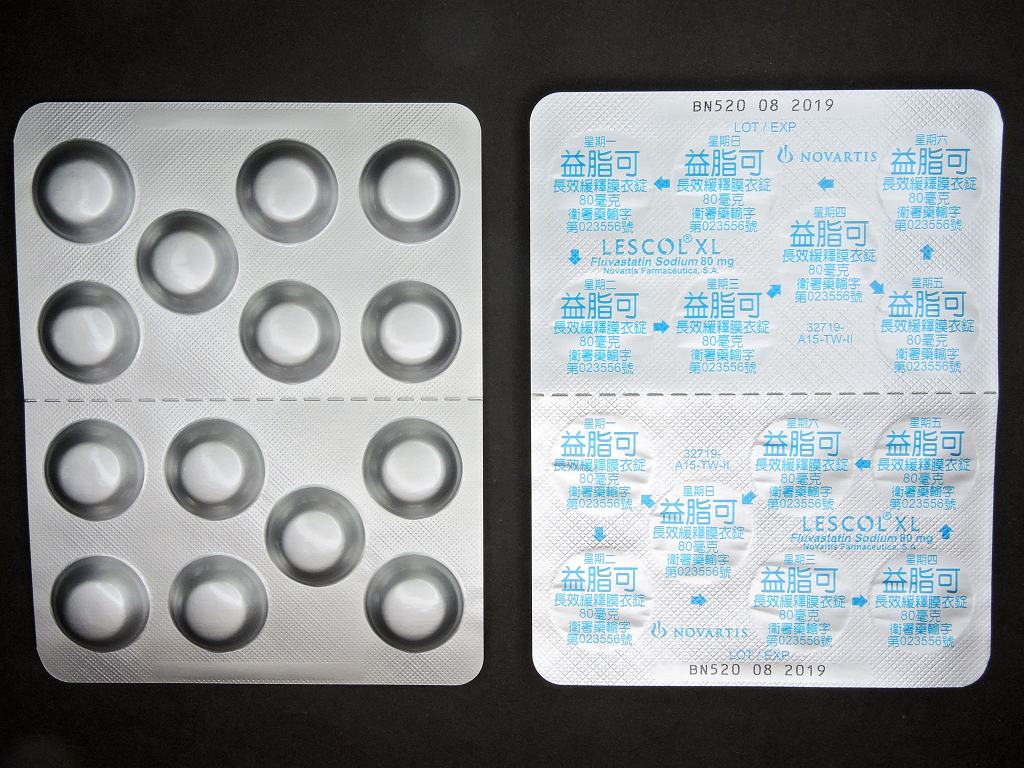 BN520 08 2019
LOT / EXP
星期一
益脂可
長效緩釋膜衣錠
80毫克
衛署藥輸字
第023556號
星期日
益脂可
長效緩釋膜衣錠
80毫克
衛署藥輸字
第023556號
NOVARTIS
星期六
益脂可
長效緩釋膜衣錠
80毫克
衛署藥輸字
第023556號
LESCOL® XL
Fluvastatin Sodium 80 mg
Novartis Farmacéutica, S.A.
星期四
益脂可
長效緩釋膜衣錠
80毫克
衛署藥輸字
第023556號
星期二
益脂可
長效緩釋膜衣錠
80毫克
衛署藥輸字
第023556號
星期三
益脂可
長效緩釋膜衣錠
80毫克
衛署藥輸字
第023556號
32719-
A15-TW-II
星期五
益脂可
長效緩釋膜衣錠
80毫克
衛署藥輸字
第023556號
星期一
益脂可
長效緩釋膜衣錠
80毫克
衛署藥輸字
第023556號
32719-
A15-TW-II
星期六
益脂可
長效緩釋膜衣錠
80毫克
衛署藥輸字
第023556號
星期五
益脂可
長效緩釋膜衣錠
80毫克
衛署藥輸字
第023556號
星期日
益脂可
長效緩釋膜衣錠
80毫克
衛署藥輸字
第023556號
LESCOL® XL
Fluvastatin Sodium 80 mg
Novartis Farmacéutica, S.A.
星期二
益脂可
長效緩釋膜衣錠
80毫克
衛署藥輸字
第023556號
星期三
益脂可
長效緩釋膜衣錠
80毫克
衛署藥輸字
第023556號
星期四
益脂可
長效緩釋膜衣錠
80毫克
衛署藥輸字
第023556號
NOVARTIS
LOT / EXP
BN520 08 2019